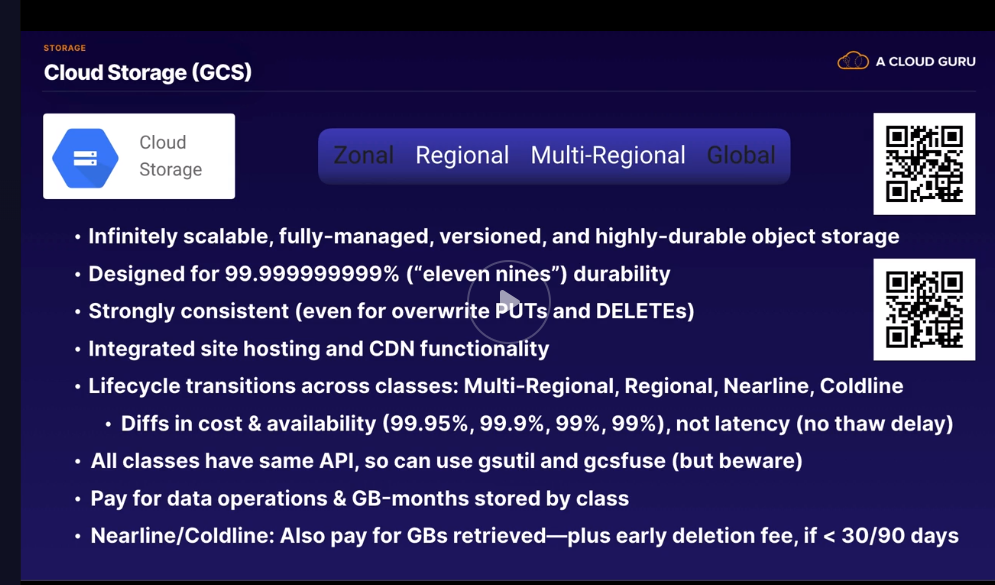 STORAGE
Cloud Storage (GCS)
A CLOUD GURU
Cloud
Storage
Zonal Regional Multi-Regional Global
• Infinitely scalable, fully-managed, versioned, and highly-durable object storage
• Designed for 99.999999999% (“eleven nines”) durability
• Strongly consistent (even for overwrite PUTs and DELETEs)
• Integrated site hosting and CDN functionality
• Lifecycle transitions across classes: Multi-Regional, Regional, Nearline, Coldline
• Diffs in cost & availability (99.95%, 99.9%, 99%, 99%), not latency (no thaw delay)
• All classes have same API, so can use gsutil and gcsfuse (but beware)
• Pay for data operations & GB-months stored by class
• Nearline/Coldline: Also pay for GBs retrieved—plus early deletion fee, if < 30/90 days